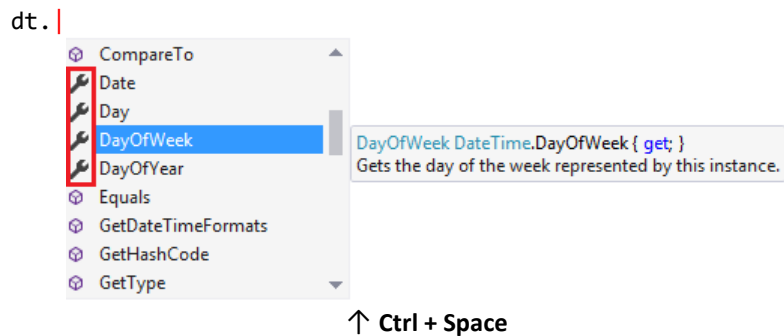 dt.
CompareTo
Date
Day
DayOfWeek
DayOfWeek DateTime.DayOfWeek { get; }
Gets the day of the week represented by this instance.
DayOfYear
Equals
GetDateTimeFormats
GetHashCode
GetType
↑ Ctrl + Space